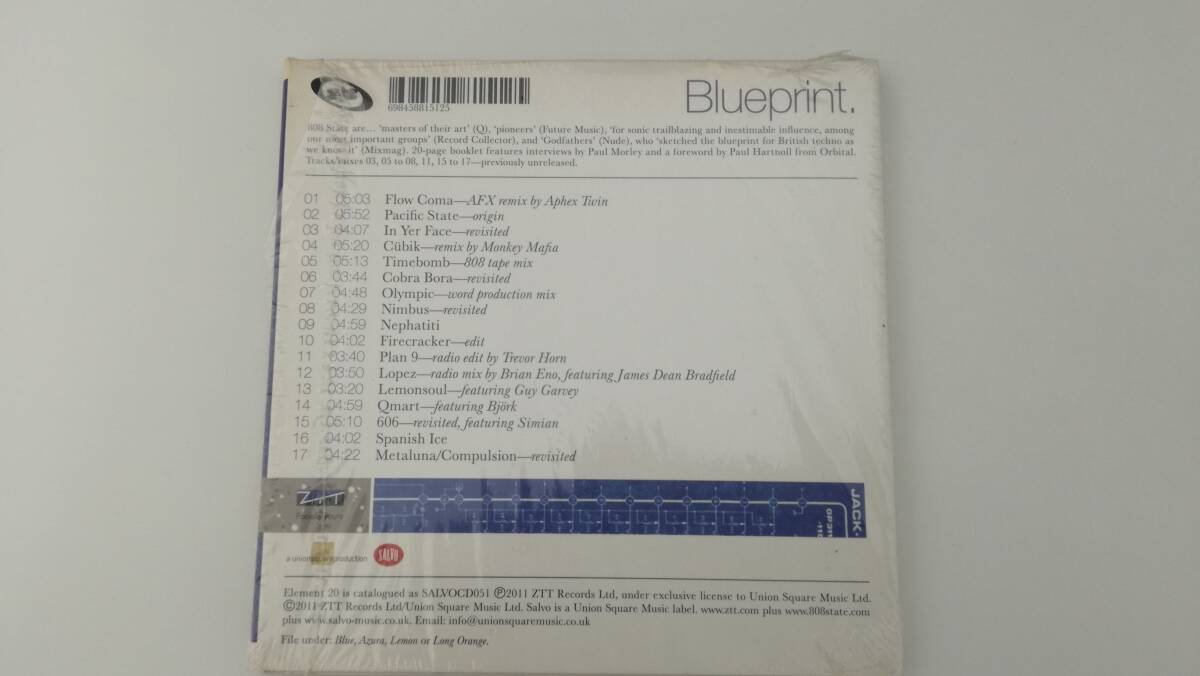 Blueprint.
698458815125
808 State are... 'masters of their art' (Q), 'pioneers' (Future Music), 'for sonic trailblazing and inestimable influence, among
our most important groups' (Record Collector), and 'Godfathers' (Nude), who 'sketched the blueprint for British techno as
we know it' (Mixmag). 20-page booklet features interviews by Paul Morley and a foreword by Paul Hartnoll from Orbital.
Tracks/mixes 03, 05 to 08, 11, 15 to 17—previously unreleased.
01 05:03 Flow Coma—AFX remix by Aphex Twin
02 05:52 Pacific State—origin
03 04:07 In Yer Face—revisited
04 05:20 Cübik—remix by Monkey Mafia
05 05:13 Timebomb—808 tape mix
06 03:44 Cobra Bora—revisited
07 04:48 Olympic—word production mix
08 04:29 Nimbus—revisited
09 04:59 Nephatiti
10 04:02 Firecracker—edit
11 03:40 Plan 9—radio edit by Trevor Horn
12 03:50 Lopez—radio mix by Brian Eno, featuring James Dean Bradfield
13 03:20 Lemonsoul—featuring Guy Garvey
14 04:59 Qmart—featuring Björk
15 05:10 606—revisited, featuring Simian
16 04:02 Spanish Ice
17 04:22 Metaluna/Compulsion—revisited
JACK
a union production
SALVO
Element 20 is catalogued as SALVOCD051 ℗2011 ZTT Records Ltd, under exclusive license to Union Square Music Ltd.
©2011 ZTT Records Ltd/Union Square Music Ltd. Salvo is a Union Square Music label. www.ztt.com plus www.808state.com
plus www.salvo-music.co.uk. Email: info@unionsquaremusic.co.uk
File under: Blue, Azura, Lemon or Long Orange.